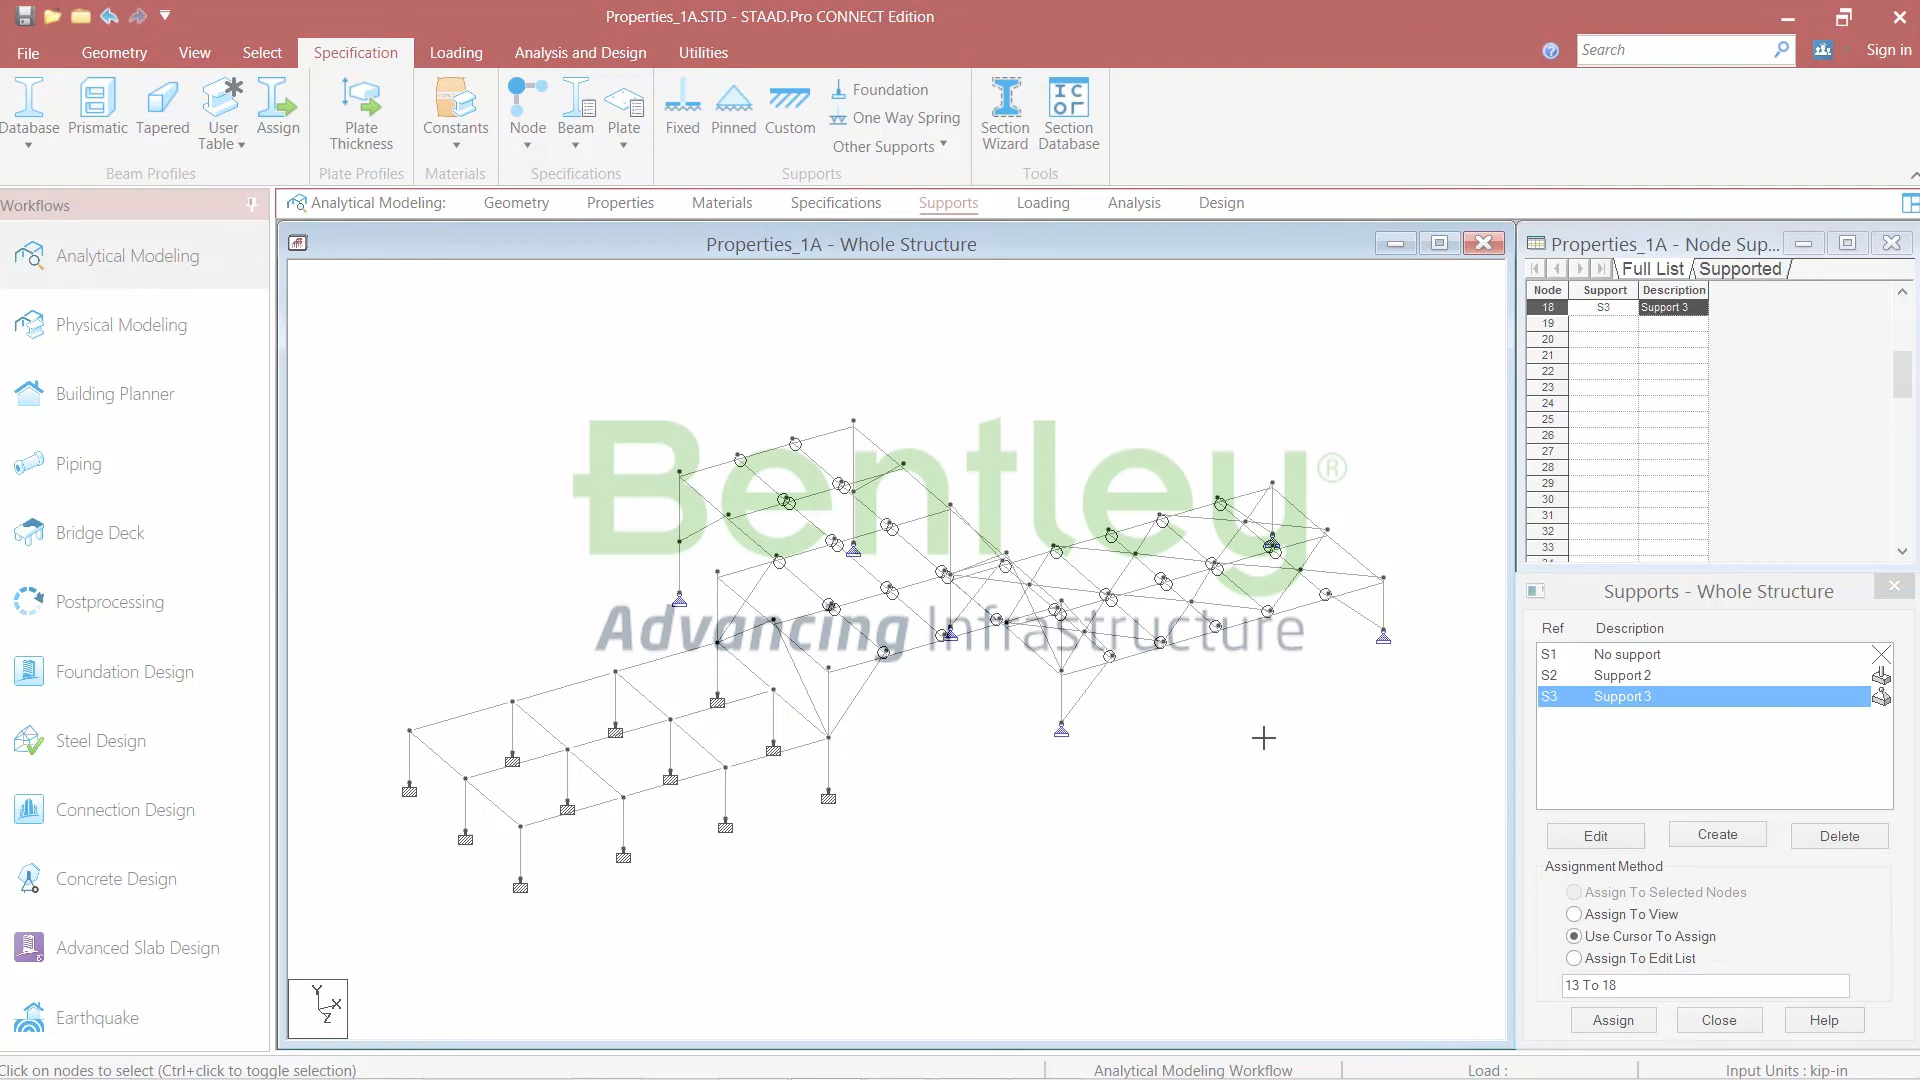 Properties_1A.STD - STAAD.Pro CONNECT Edition
File Geometry View Select Specification Loading Analysis and Design Utilities
Search Sign in
Database Prismatic Tapered User Table Assign
Beam Profiles
Plate Thickness
Plate Profiles
Constants
Materials
Node Beam Plate
Specifications
Fixed Pinned Custom
Foundation
One Way Spring
Other Supports
Supports
Section Wizard Section Database
Tools
Workflows
Analytical Modeling: Geometry Properties Materials Specifications Supports Loading Analysis Design
Analytical Modeling
Physical Modeling
Building Planner
Piping
Bridge Deck
Postprocessing
Foundation Design
Steel Design
Connection Design
Concrete Design
Advanced Slab Design
Earthquake
Properties_1A - Whole Structure
Bentley®
Advancing Infrastructure
Y
X
Z
Properties_1A - Node Sup...
Full List Supported
Node Support Description
18 S3 Support 3
19
20
21
22
23
24
25
26
27
28
29
30
31
32
33
Supports - Whole Structure
Ref Description
S1 No support
S2 Support 2
S3 Support 3
Edit Create Delete
Assignment Method
Assign To Selected Nodes
Assign To View
Use Cursor To Assign
Assign To Edit List
13 To 18
Assign Close Help
Click on nodes to select (Ctrl+click to toggle selection)
Analytical Modeling Workflow
Load :
Input Units : kip-in